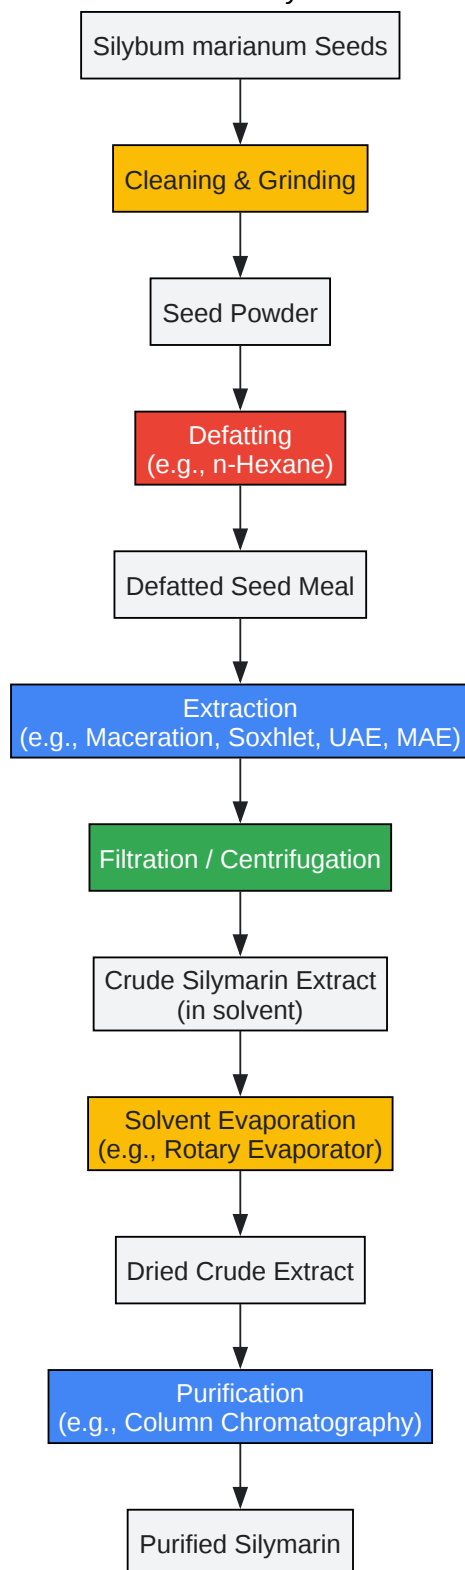 Silybum marianum Seeds
Cleaning & Grinding
Seed Powder
Defatting
(e.g., n-Hexane)
Defatted Seed Meal
Extraction
(e.g., Maceration, Soxhlet, UAE, MAE)
Filtration / Centrifugation
Crude Silymarin Extract
(in solvent)
Solvent Evaporation
(e.g., Rotary Evaporator)
Dried Crude Extract
Purification
(e.g., Column Chromatography)
Purified Silymarin